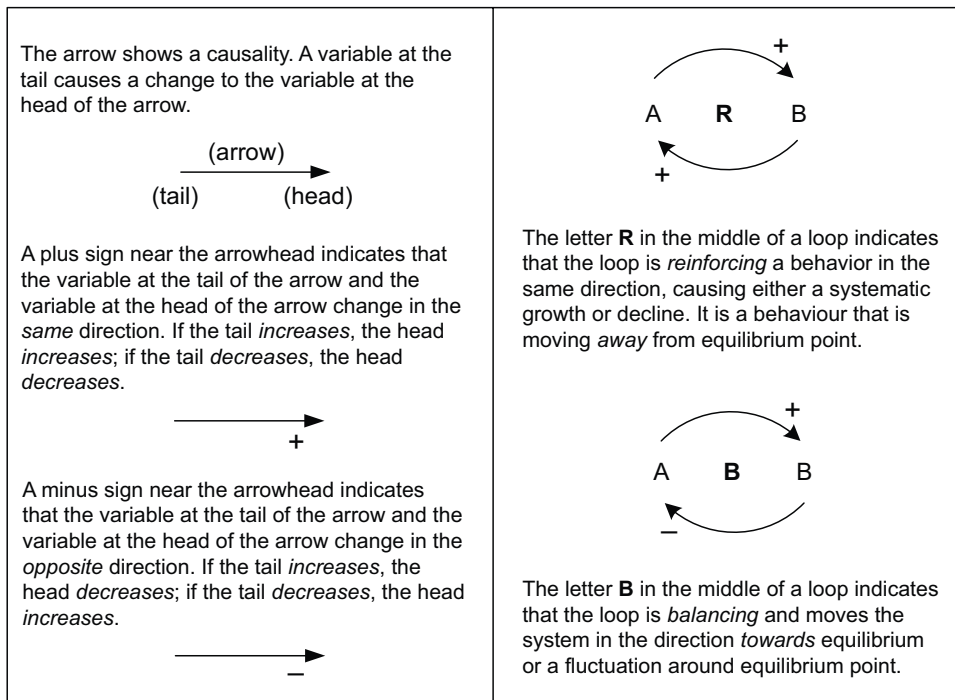 The arrow shows a causality. A variable at the
tail causes a change to the variable at the
head of the arrow.
(arrow)
(tail) (head)
A plus sign near the arrowhead indicates that
the variable at the tail of the arrow and the
variable at the head of the arrow change in the
same direction. If the tail increases, the head
increases; if the tail decreases, the head
decreases.
+
A minus sign near the arrowhead indicates
that the variable at the tail of the arrow and the
variable at the head of the arrow change in the
opposite direction. If the tail increases, the
head decreases; if the tail decreases, the head
increases.
–
+
A R B
+
The letter R in the middle of a loop indicates
that the loop is reinforcing a behavior in the
same direction, causing either a systematic
growth or decline. It is a behaviour that is
moving away from equilibrium point.
+
A B B
–
The letter B in the middle of a loop indicates
that the loop is balancing and moves the
system in the direction towards equilibrium
or a fluctuation around equilibrium point.